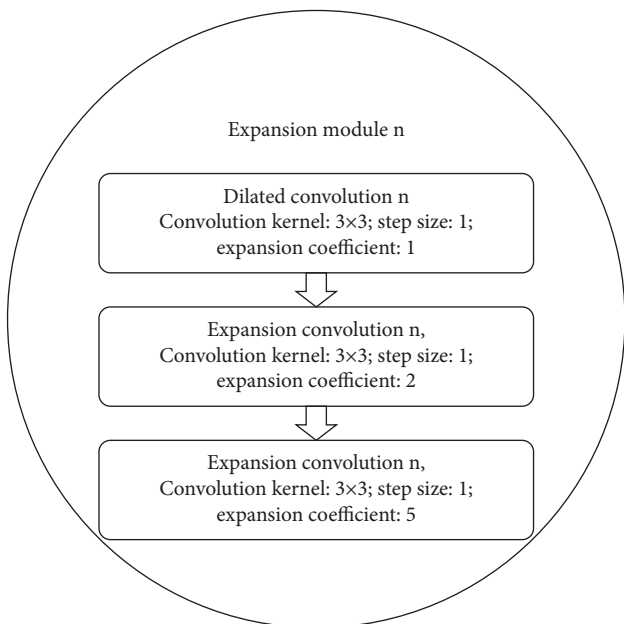 Expansion module n
Dilated convolution n
Convolution kernel: 3×3; step size: 1;
expansion coefficient: 1
Expansion convolution n,
Convolution kernel: 3×3; step size: 1;
expansion coefficient: 2
Expansion convolution n,
Convolution kernel: 3×3; step size: 1;
expansion coefficient: 5